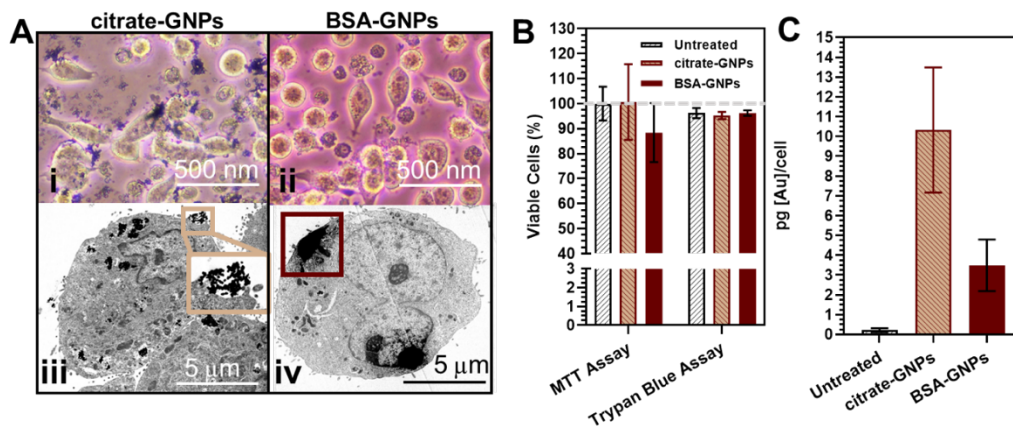 A
citrate-GNPs
BSA-GNPs
i
500 nm
ii
500 nm
iii
5 μm
iv
5 μm
B
Viable Cells (%)
130
120
110
100
90
80
70
60
50
40
3
2
1
0
Untreated
citrate-GNPs
BSA-GNPs
MTT Assay
Trypan Blue Assay
C
pg [Au]/cell
15
14
13
12
11
10
9
8
7
6
5
4
3
2
1
0
Untreated
citrate-GNPs
BSA-GNPs